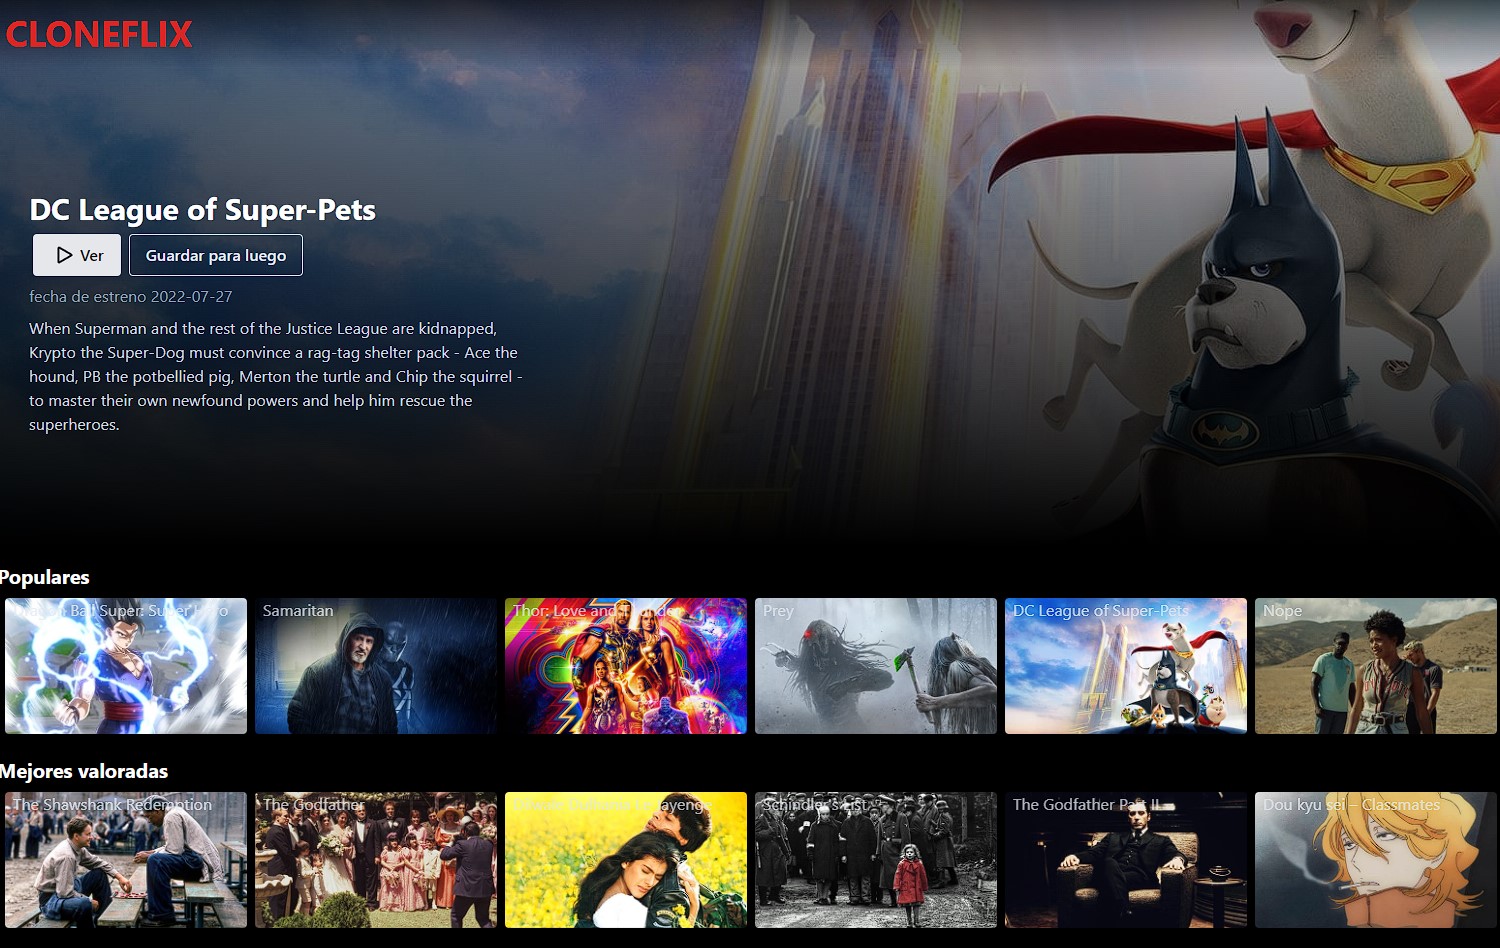 CLONEFLIX
DC League of Super-Pets
Ver
Guardar para luego
fecha de estreno 2022-07-27
When Superman and the rest of the Justice League are kidnapped,
Krypto the Super-Dog must convince a rag-tag shelter pack - Ace the
hound, PB the potbellied pig, Merton the turtle and Chip the squirrel -
to master their own newfound powers and help him rescue the
superheroes.
Populares
Dragon Ball Super: Super Hero
Samaritan
Thor: Love and Thunder
Prey
DC League of Super-Pets
Nope
Mejores valoradas
The Shawshank Redemption
The Godfather
Dilwale Dulhania Le Jayenge
Schindler's List
The Godfather Part II
Dou kyu sei – Classmates